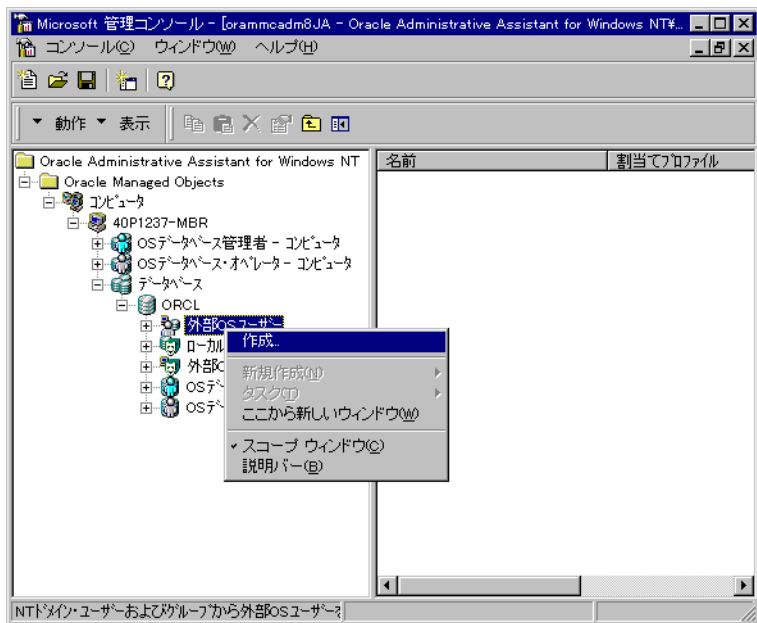 Microsoft 管理コンソール - [orammcadm8JA - Oracle Administrative Assistant for Windows NT¥...
コンソール(C) ウィンドウ(W) ヘルプ(H)
動作 表示
Oracle Administrative Assistant for Windows NT
名前 割当てプロファイル
Oracle Managed Objects
コンピュータ
40P1237-MBR
OSデータベース管理者 - コンピュータ
OSデータベース・オペレータ - コンピュータ
データベース
ORCL
外部OSユーザー
作成...
ローカル
外部O
新規作成(N)
OSデ
タスク(T)
OSデ
ここから新しいウィンドウ(W)
スコープ ウィンドウ(C)
説明バー(B)
NTドメイン・ユーザーおよびグループから外部OSユーザーを